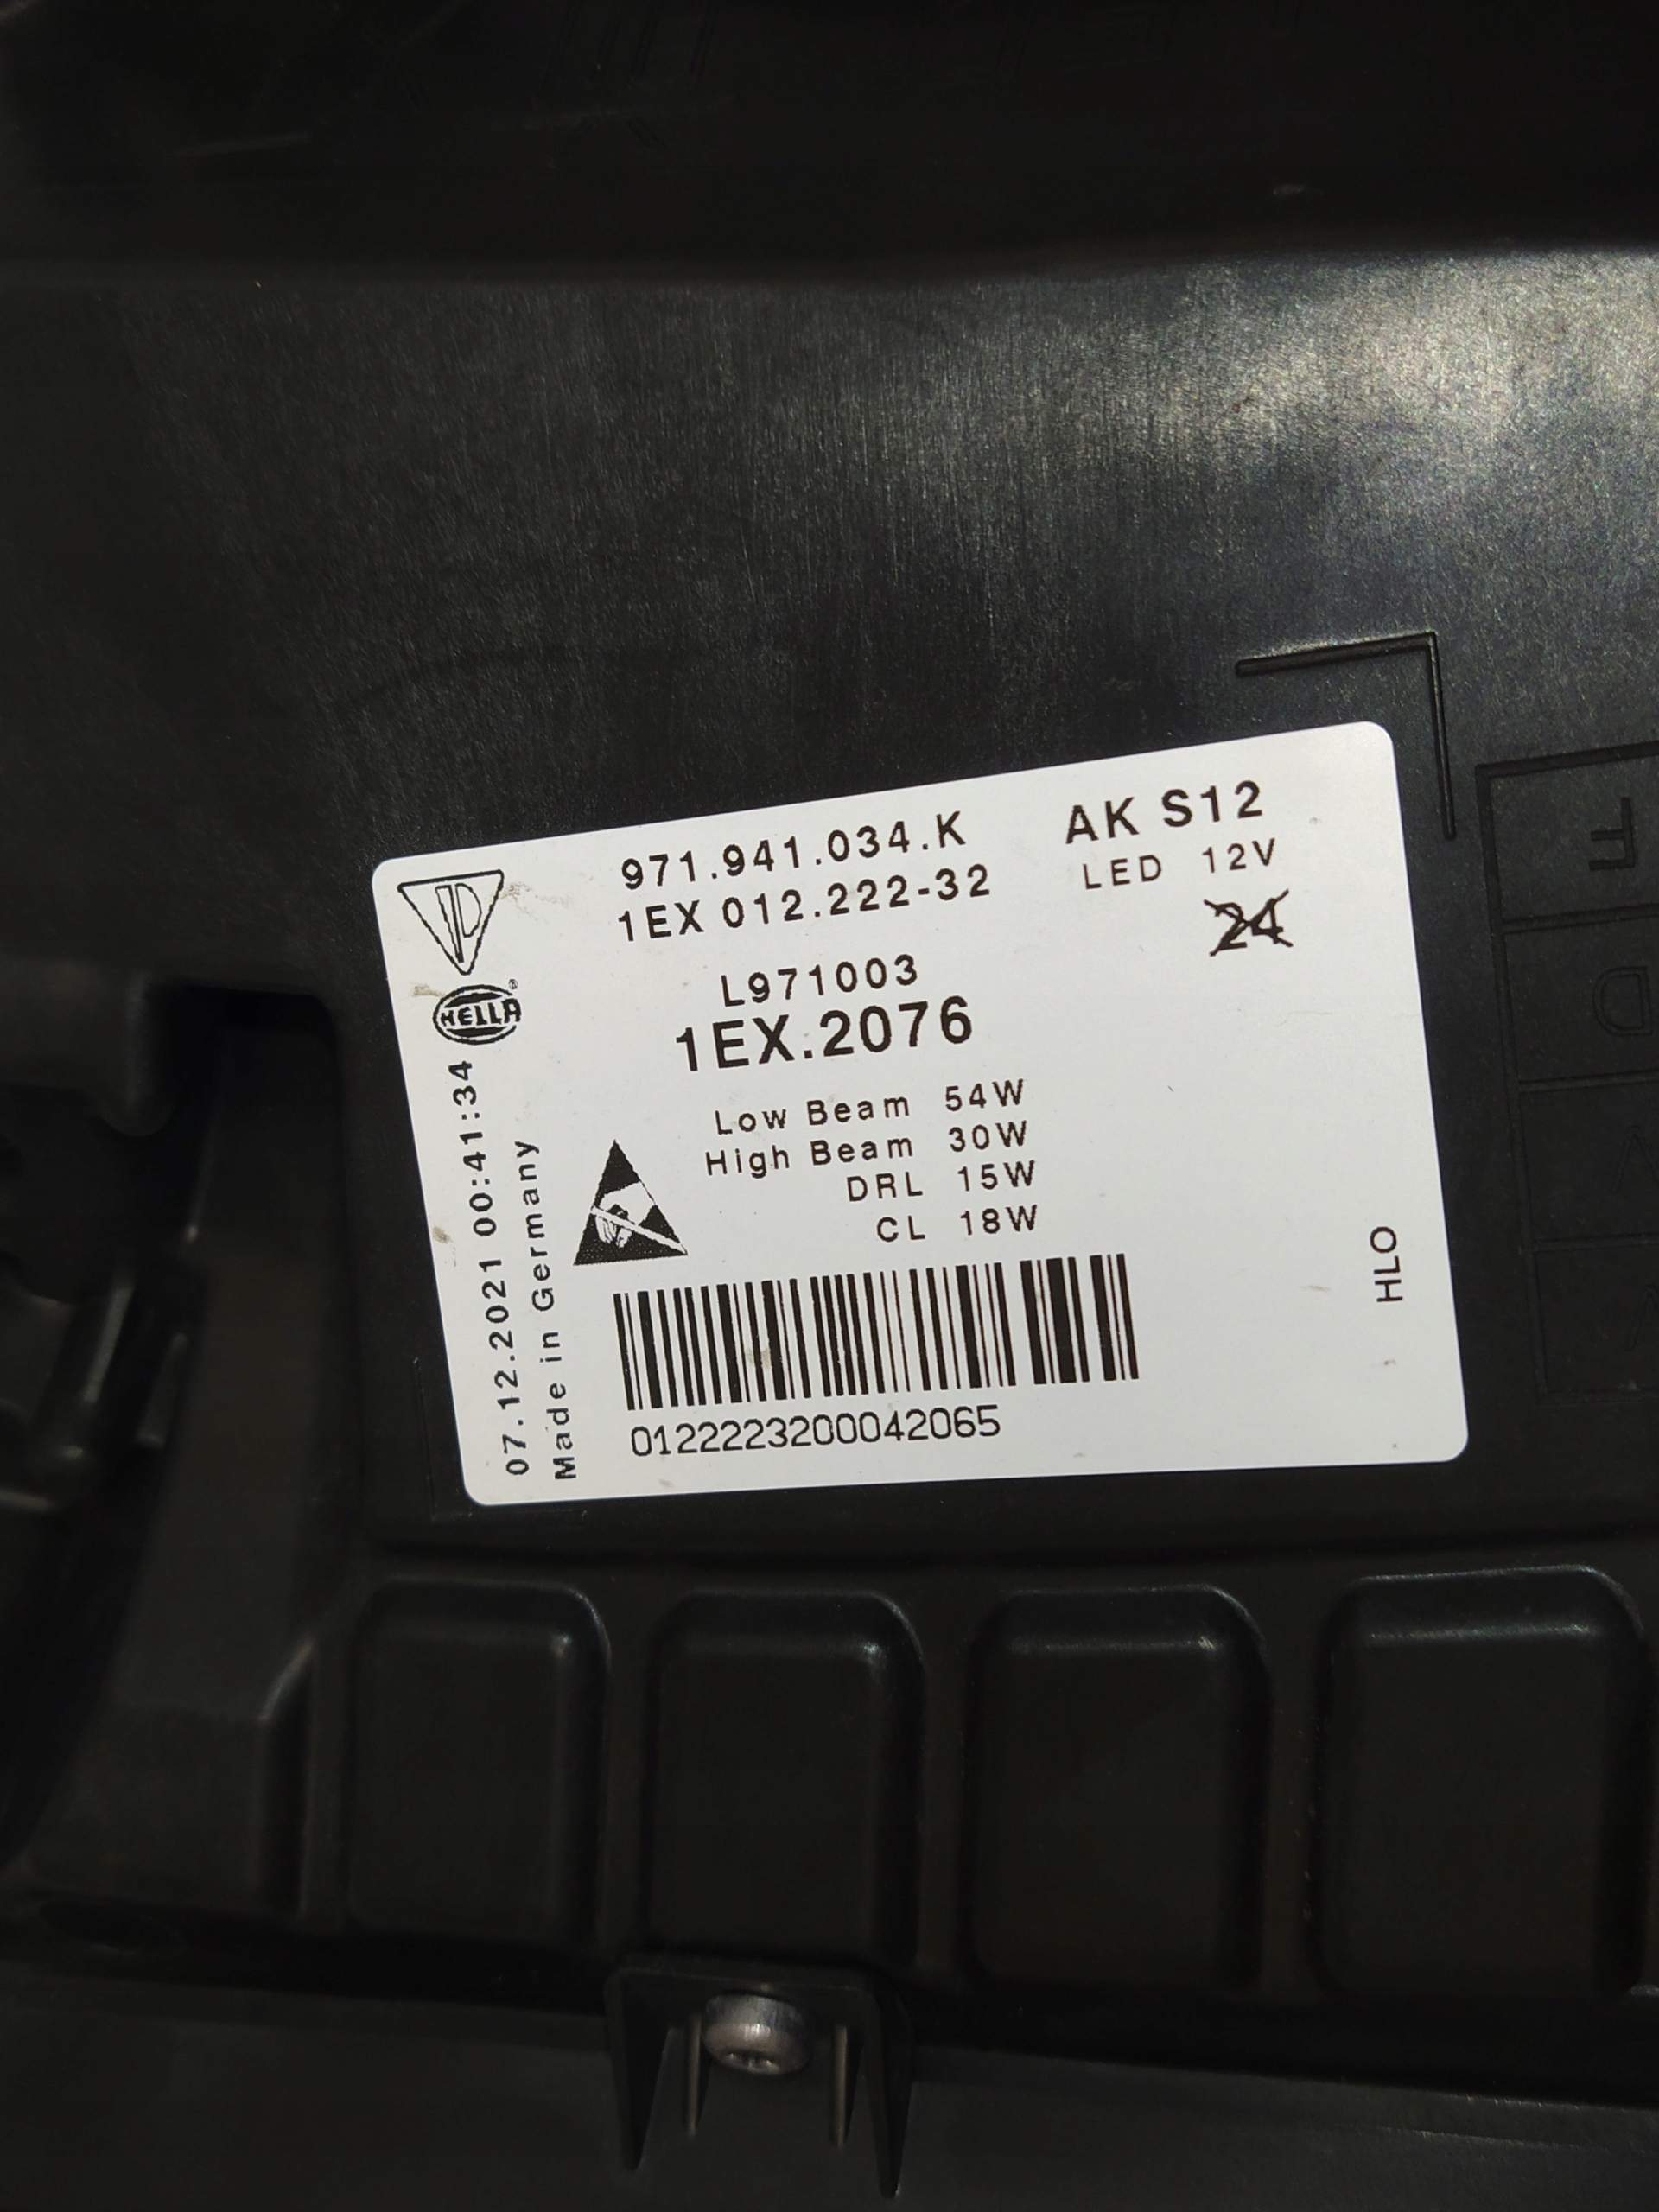 971.941.034.K
AK S12
1EX 012.222-32
LED 12V
24
L971003
1EX.2076
HELLA
Low Beam 54W
High Beam 30W
DRL 15W
CL 18W
07.12.2021 00:41:34
Made in Germany
HLO
0122223200042065
D